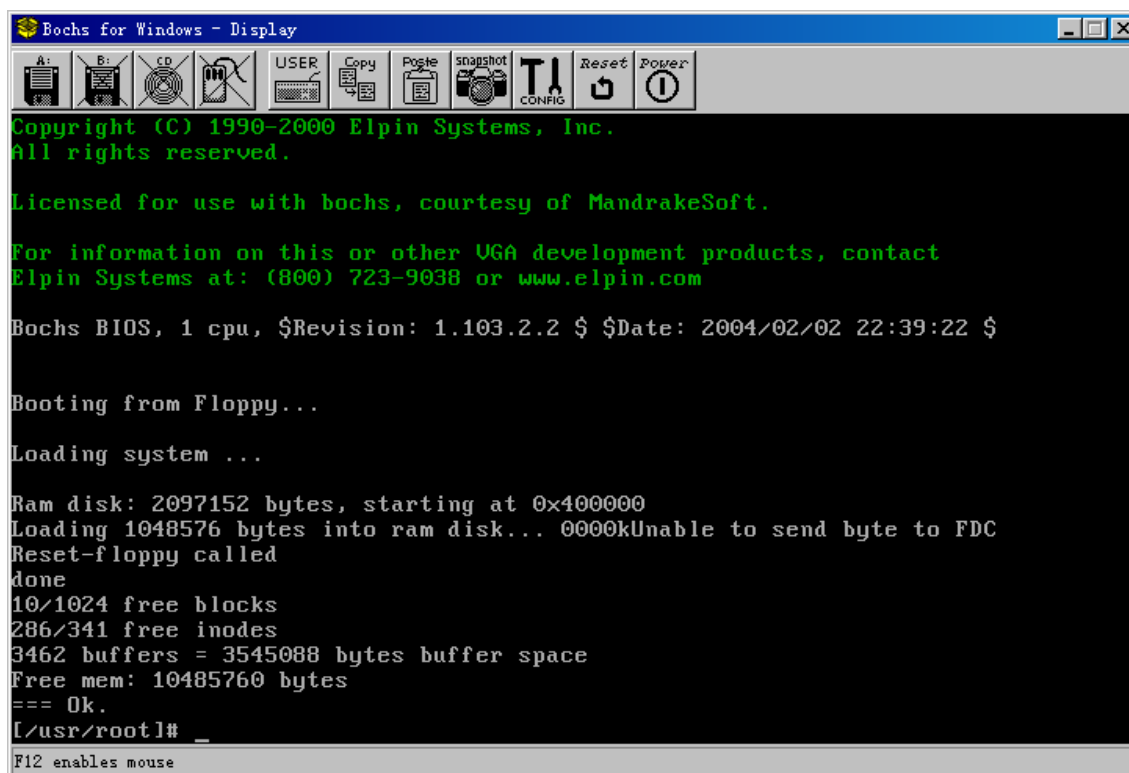 Bochs for Windows - Display
A: B: CD USER Copy Poste snapshot CONFIG Reset Power
Copyright (C) 1990-2000 Elpin Systems, Inc.
All rights reserved.
Licensed for use with bochs, courtesy of MandrakeSoft.
For information on this or other VGA development products, contact
Elpin Systems at: (800) 723-9038 or www.elpin.com
Bochs BIOS, 1 cpu, $Revision: 1.103.2.2 $ $Date: 2004/02/02 22:39:22 $
Booting from Floppy...
Loading system ...
Ram disk: 2097152 bytes, starting at 0x400000
Loading 1048576 bytes into ram disk... 0000kUnable to send byte to FDC
Reset-floppy called
done
10/1024 free blocks
286/341 free inodes
3462 buffers = 3545088 bytes buffer space
Free mem: 10485760 bytes
=== Ok.
[/usr/root]# _
F12 enables mouse